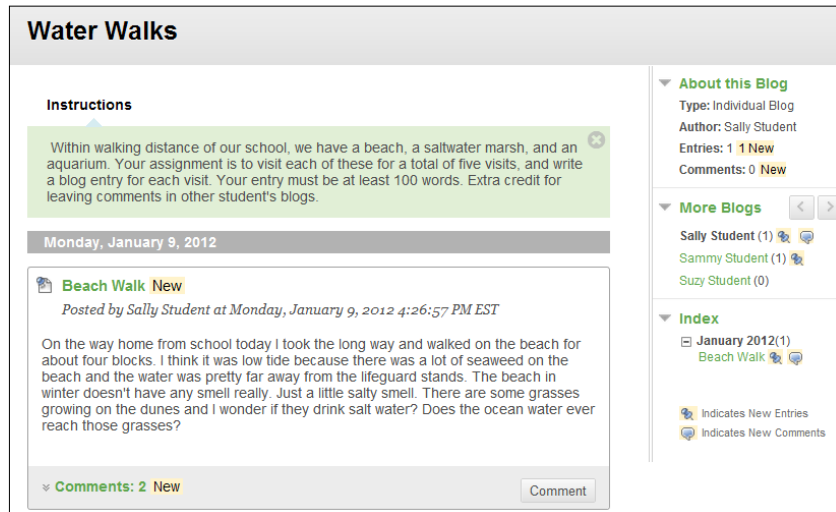 Water Walks
Instructions
Within walking distance of our school, we have a beach, a saltwater marsh, and an
aquarium. Your assignment is to visit each of these for a total of five visits, and write
a blog entry for each visit. Your entry must be at least 100 words. Extra credit for
leaving comments in other student's blogs.
Monday, January 9, 2012
Beach Walk New
Posted by Sally Student at Monday, January 9, 2012 4:26:57 PM EST
On the way home from school today I took the long way and walked on the beach for
about four blocks. I think it was low tide because there was a lot of seaweed on the
beach and the water was pretty far away from the lifeguard stands. The beach in
winter doesn't have any smell really. Just a little salty smell. There are some grasses
growing on the dunes and I wonder if they drink salt water? Does the ocean water ever
reach those grasses?
Comments: 2 New
Comment
About this Blog
Type: Individual Blog
Author: Sally Student
Entries: 1 1 New
Comments: 0 New
More Blogs
Sally Student (1)
Sammy Student (1)
Suzy Student (0)
Index
January 2012(1)
Beach Walk
Indicates New Entries
Indicates New Comments